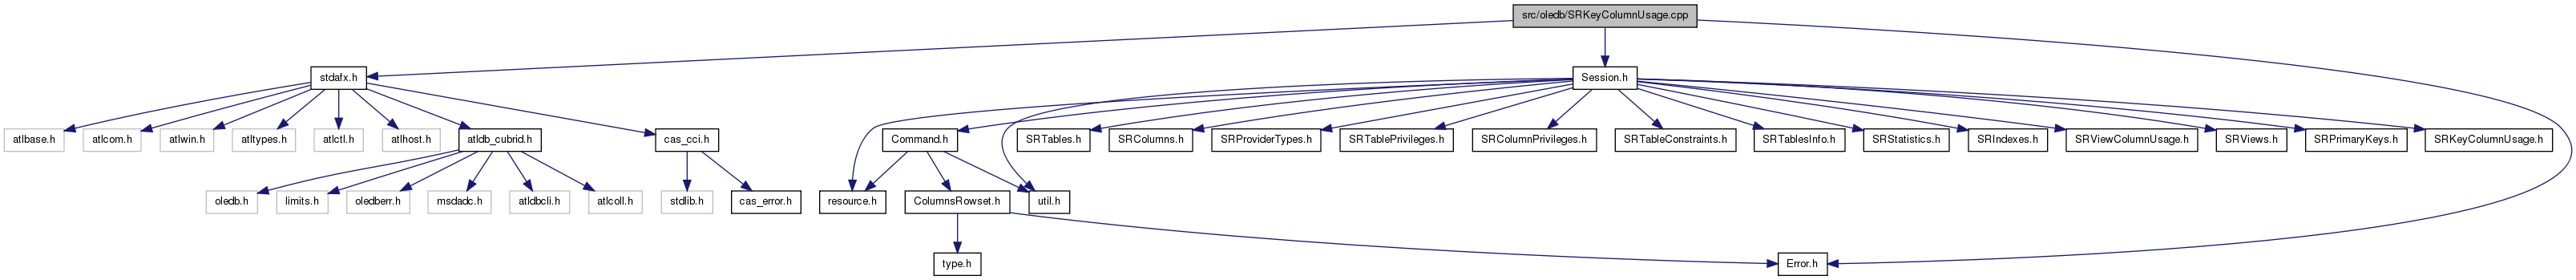 src/oledb/SRKeyColumnUsage.cpp
stdafx.h
Session.h
atlbase.h
atlcom.h
atlwin.h
atltypes.h
atlctl.h
atlhost.h
atldb_cubrid.h
cas_cci.h
Command.h
SRTables.h
SRColumns.h
SRProviderTypes.h
SRTablePrivileges.h
SRColumnPrivileges.h
SRTableConstraints.h
SRTablesInfo.h
SRStatistics.h
SRIndexes.h
SRViewColumnUsage.h
SRViews.h
SRPrimaryKeys.h
SRKeyColumnUsage.h
oledb.h
limits.h
oledberr.h
msdadc.h
atldbcli.h
atlcoll.h
stdlib.h
cas_error.h
resource.h
ColumnsRowset.h
util.h
type.h
Error.h